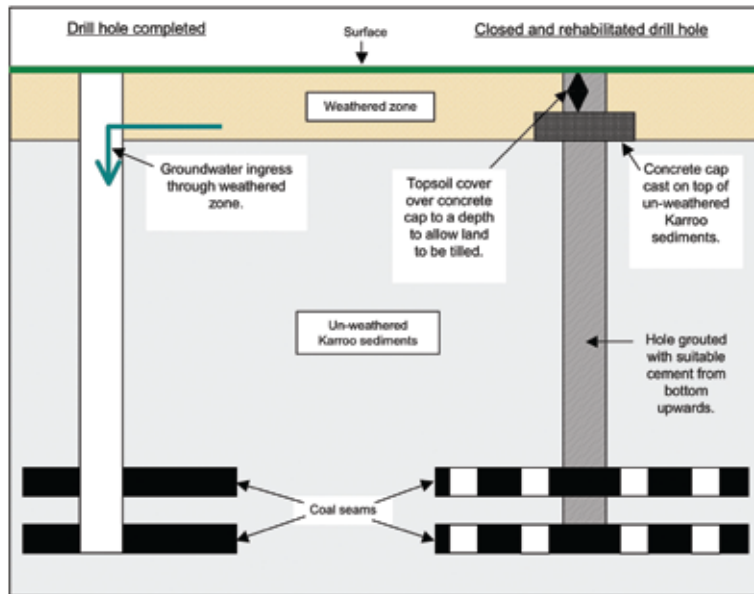 Drill hole completed
Surface
Closed and rehabilitated drill hole
Weathered zone
Groundwater ingress
through weathered
zone.
Topsoil cover
over concrete
cap to a depth
to allow land
to be tilled.
Concrete cap
cast on top of
un-weathered
Karroo
sediments.
Un-weathered
Karroo sediments
Hole grouted
with suitable
cement from
bottom
upwards.
Coal seams